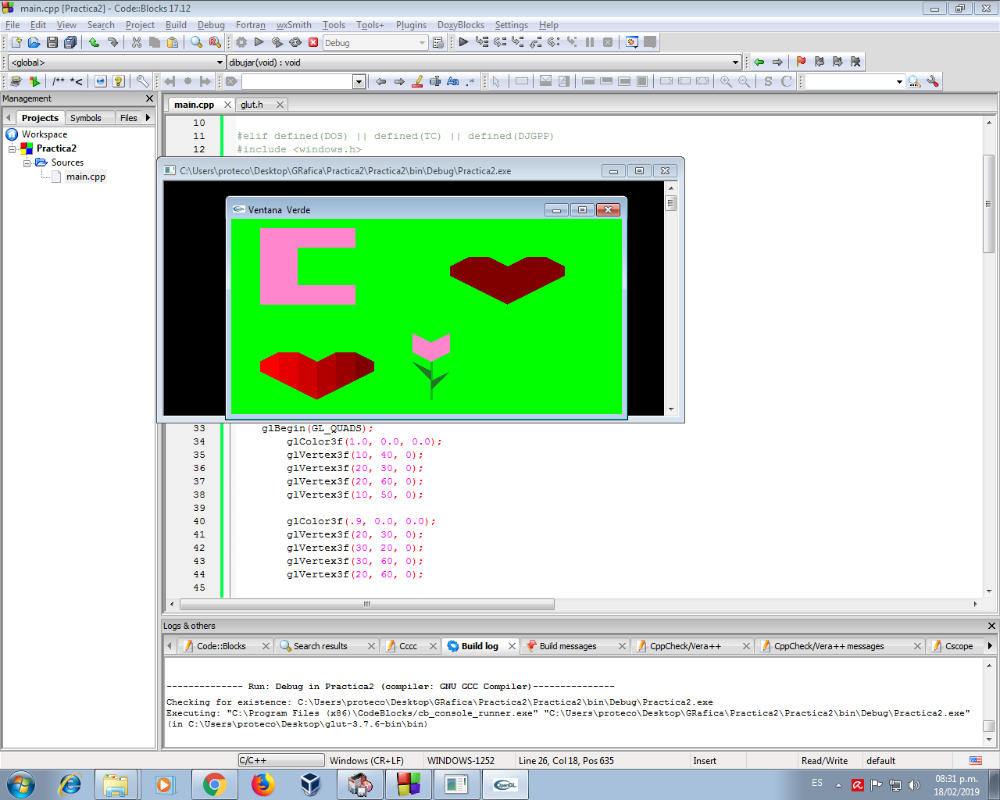 main.cpp [Practica2] - Code::Blocks 17.12
File Edit View Search Project Build Debug Fortran wxSmith Tools Tools+ Plugins DoxyBlocks Settings Help
Debug
<global> dibujar(void) : void
/** *< Aa .* S C
Management
Projects Symbols Files
Workspace
Practica2
Sources
main.cpp
main.cpp glut.h
10
11 #elif defined(DOS) || defined(TC) || defined(DJGPP)
12 #include <windows.h>
C:\Users\proteco\Desktop\GRafica\Practica2\Practica2\bin\Debug\Practica2.exe
Ventana Verde
33 glBegin(GL_QUADS);
34 glColor3f(1.0, 0.0, 0.0);
35 glVertex3f(10, 40, 0);
36 glVertex3f(20, 30, 0);
37 glVertex3f(20, 60, 0);
38 glVertex3f(10, 50, 0);
39
40 glColor3f(.9, 0.0, 0.0);
41 glVertex3f(20, 30, 0);
42 glVertex3f(30, 20, 0);
43 glVertex3f(30, 60, 0);
44 glVertex3f(20, 60, 0);
45
Logs & others
Code::Blocks Search results Cccc Build log Build messages CppCheck/Vera++ CppCheck/Vera++ messages Cscope
-------------- Run: Debug in Practica2 (compiler: GNU GCC Compiler)---------------
Checking for existence: C:\Users\proteco\Desktop\GRafica\Practica2\Practica2\bin\Debug\Practica2.exe
Executing: "C:\Program Files (x86)\CodeBlocks/cb_console_runner.exe" "C:\Users\proteco\Desktop\GRafica\Practica2\Practica2\bin\Debug\Practica2.exe"
(in C:\Users\proteco\Desktop\glut-3.7.6-bin\bin)
C/C++ Windows (CR+LF) WINDOWS-1252 Line 26, Col 18, Pos 635 Insert Read/Write default
OpenGL
ES
08:31 p.m.
18/02/2019